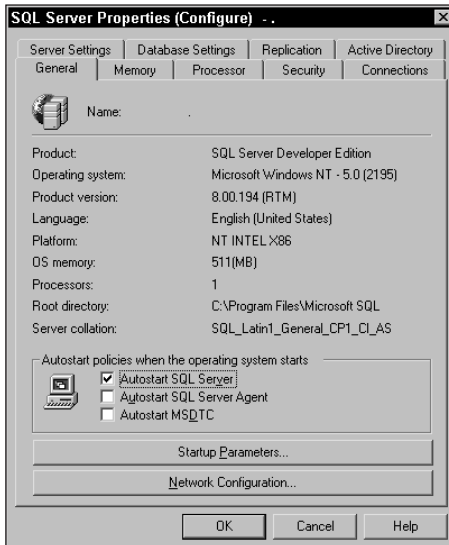 SQL Server Properties (Configure) - .
Server Settings Database Settings Replication Active Directory
General Memory Processor Security Connections
Name: .
Product: SQL Server Developer Edition
Operating system: Microsoft Windows NT - 5.0 (2195)
Product version: 8.00.194 (RTM)
Language: English (United States)
Platform: NT INTEL X86
OS memory: 511(MB)
Processors: 1
Root directory: C:\Program Files\Microsoft SQL
Server collation: SQL_Latin1_General_CP1_CI_AS
Autostart policies when the operating system starts
Autostart SQL Server
Autostart SQL Server Agent
Autostart MSDTC
Startup Parameters...
Network Configuration...
OK Cancel Help